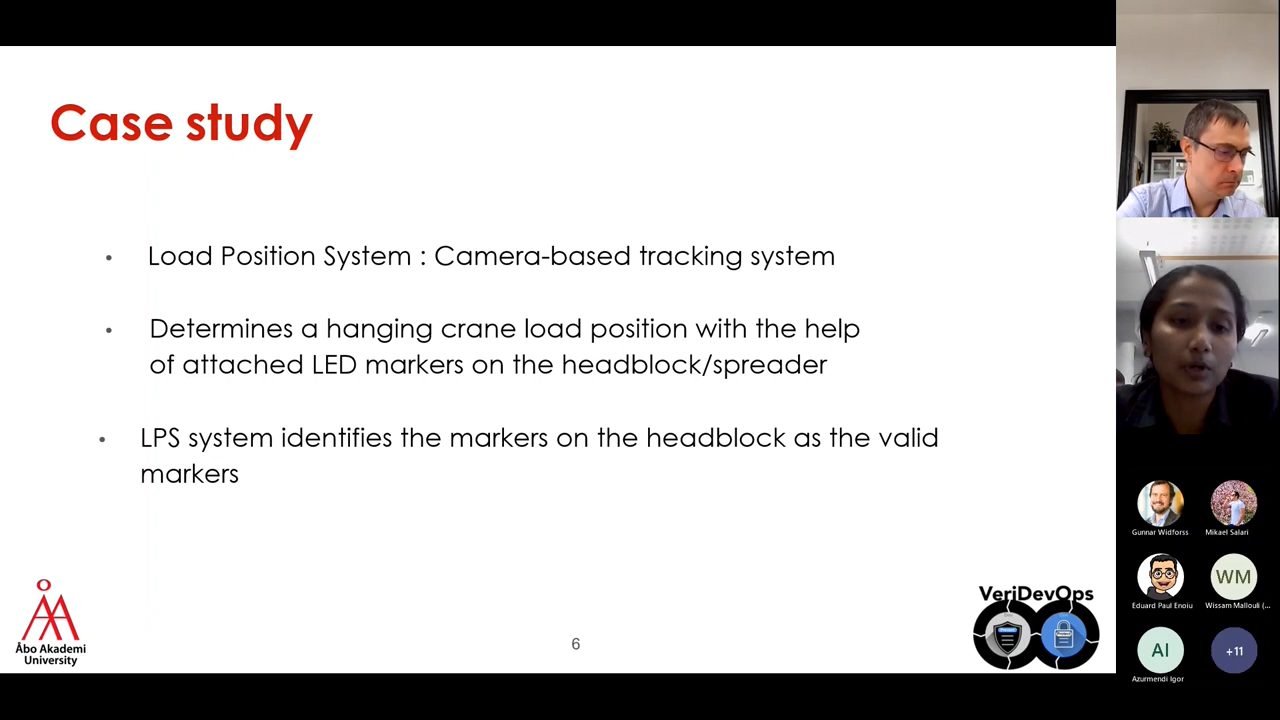 Case study
Load Position System : Camera-based tracking system
Determines a hanging crane load position with the help
of attached LED markers on the headblock/spreader
LPS system identifies the markers on the headblock as the valid
markers
Åbo Akademi
University
6
VeriDevOps
Gunnar Widforss
Mikael Salari
Eduard Paul Enoiu
WM
Wissam Mallouli (...
AI
Azurmendi Igor
+11